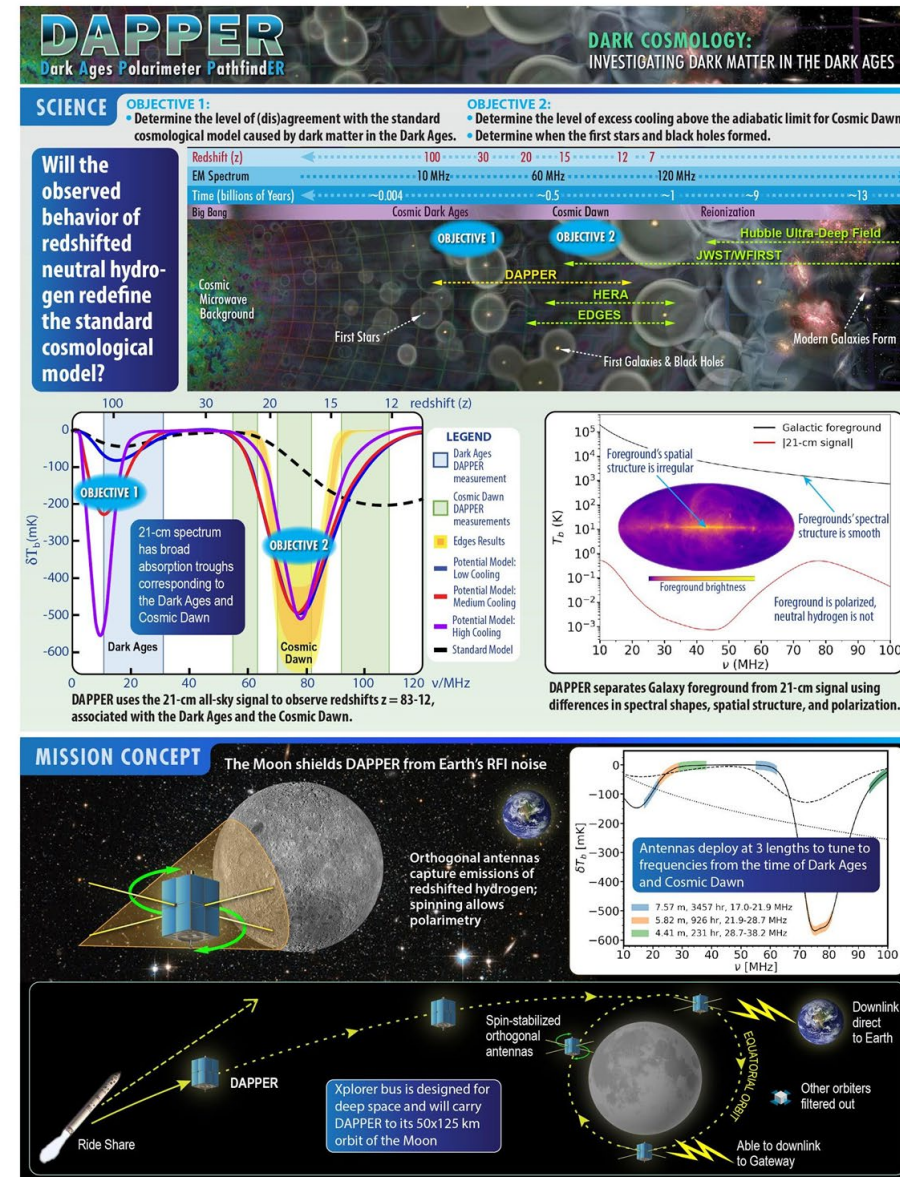 DAPPER
Dark Ages Polarimeter PathfindER
DARK COSMOLOGY:
INVESTIGATING DARK MATTER IN THE DARK AGES
SCIENCE
OBJECTIVE 1:
• Determine the level of (dis)agreement with the standard
cosmological model caused by dark matter in the Dark Ages.
OBJECTIVE 2:
• Determine the level of excess cooling above the adiabatic limit for Cosmic Dawn
• Determine when the first stars and black holes formed.
Will the
observed
behavior of
redshifted
neutral hydro-
gen redefine
the standard
cosmological
model?
Redshift (z) 100 30 20 15 12 7
EM Spectrum 10 MHz 60 MHz 120 MHz
Time (billions of Years) ~0.004 ~0.5 ~1 ~9 ~13
Big Bang Cosmic Dark Ages Cosmic Dawn Reionization
OBJECTIVE 1
OBJECTIVE 2
Hubble Ultra-Deep Field
JWST/WFIRST
DAPPER
HERA
EDGES
Cosmic
Microwave
Background
First Stars
First Galaxies & Black Holes
Modern Galaxies Form
100 30 20 15 12 redshift (z)
0
-100
-200
-300
-400
-500
-600
δTb(mK)
OBJECTIVE 1
OBJECTIVE 2
21-cm spectrum
has broad
absorption troughs
corresponding to
the Dark Ages and
Cosmic Dawn
Dark Ages
Cosmic
Dawn
0 20 40 60 80 100 120 ν/MHz
LEGEND
Dark Ages
DAPPER
measurement
Cosmic Dawn
DAPPER
measurements
Edges Results
Potential Model:
Low Cooling
Potential Model:
Medium Cooling
Potential Model:
High Cooling
Standard Model
DAPPER uses the 21-cm all-sky signal to observe redshifts z = 83-12,
associated with the Dark Ages and the Cosmic Dawn.
Galactic foreground
|21-cm signal|
10⁵
10⁴
10³
10²
10¹
10⁰
10⁻¹
10⁻²
10⁻³
Tb (K)
Foreground's spatial
structure is irregular
Foregrounds' spectral
structure is smooth
Foreground brightness
Foreground is polarized,
neutral hydrogen is not
10 20 30 40 50 60 70 80 90 100
ν (MHz)
DAPPER separates Galaxy foreground from 21-cm signal using
differences in spectral shapes, spatial structure, and polarization.
MISSION CONCEPT
The Moon shields DAPPER from Earth's RFI noise
Orthogonal antennas
capture emissions of
redshifted hydrogen;
spinning allows
polarimetry
0
−100
−200
−300
−400
−500
−600
δTb [mK]
Antennas deploy at 3 lengths to tune to
frequencies from the time of Dark Ages
and Cosmic Dawn
7.57 m, 3457 hr, 17.0-21.9 MHz
5.82 m, 926 hr, 21.9-28.7 MHz
4.41 m, 231 hr, 28.7-38.2 MHz
10 20 30 40 50 60 70 80 90 100
ν [MHz]
Ride Share
DAPPER
Xplorer bus is designed for
deep space and will carry
DAPPER to its 50x125 km
orbit of the Moon
Spin-stabilized
orthogonal
antennas
EQUATORIAL ORBIT
Downlink
direct
to Earth
Other orbiters
filtered out
Able to downlink
to Gateway